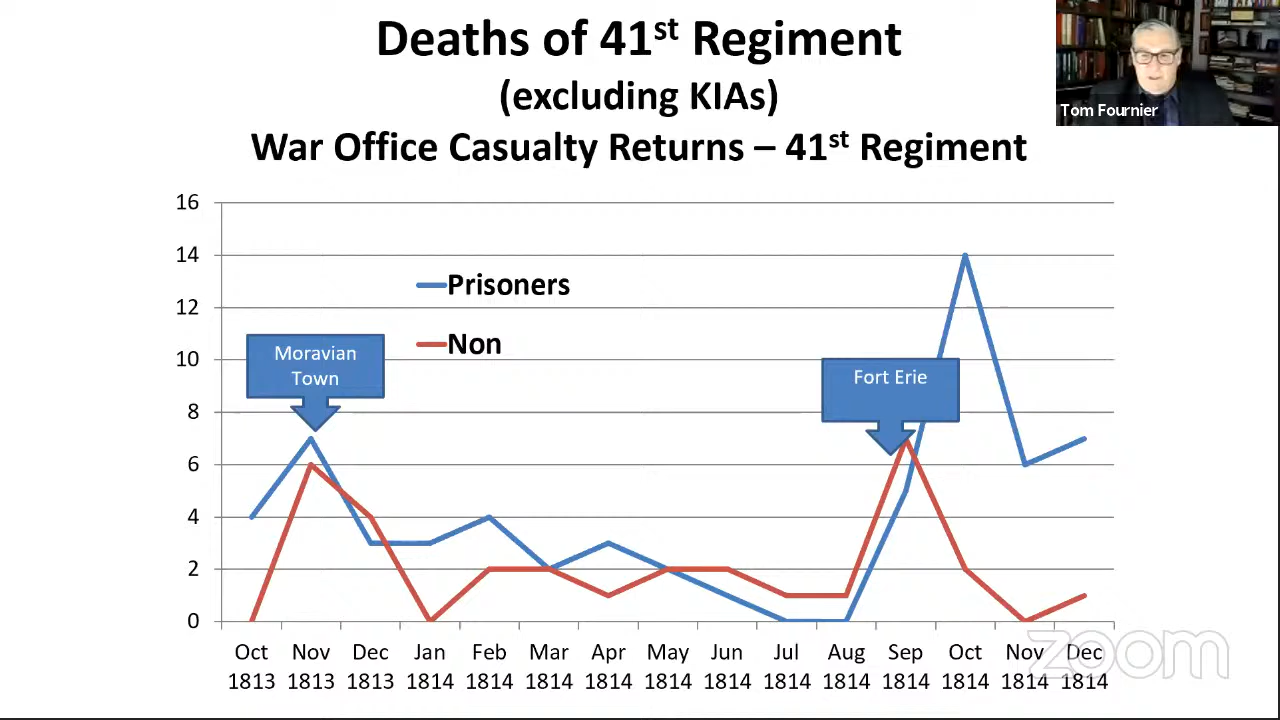 Deaths of 41st Regiment
(excluding KIAs)
War Office Casualty Returns – 41st Regiment
Tom Fournier
16
14
12
10
8
6
4
2
0
Prisoners
Non
Moravian
Town
Fort Erie
Oct Nov Dec Jan Feb Mar Apr May Jun Jul Aug Sep Oct Nov Dec
1813 1813 1813 1814 1814 1814 1814 1814 1814 1814 1814 1814 1814 1814 1814
zoom